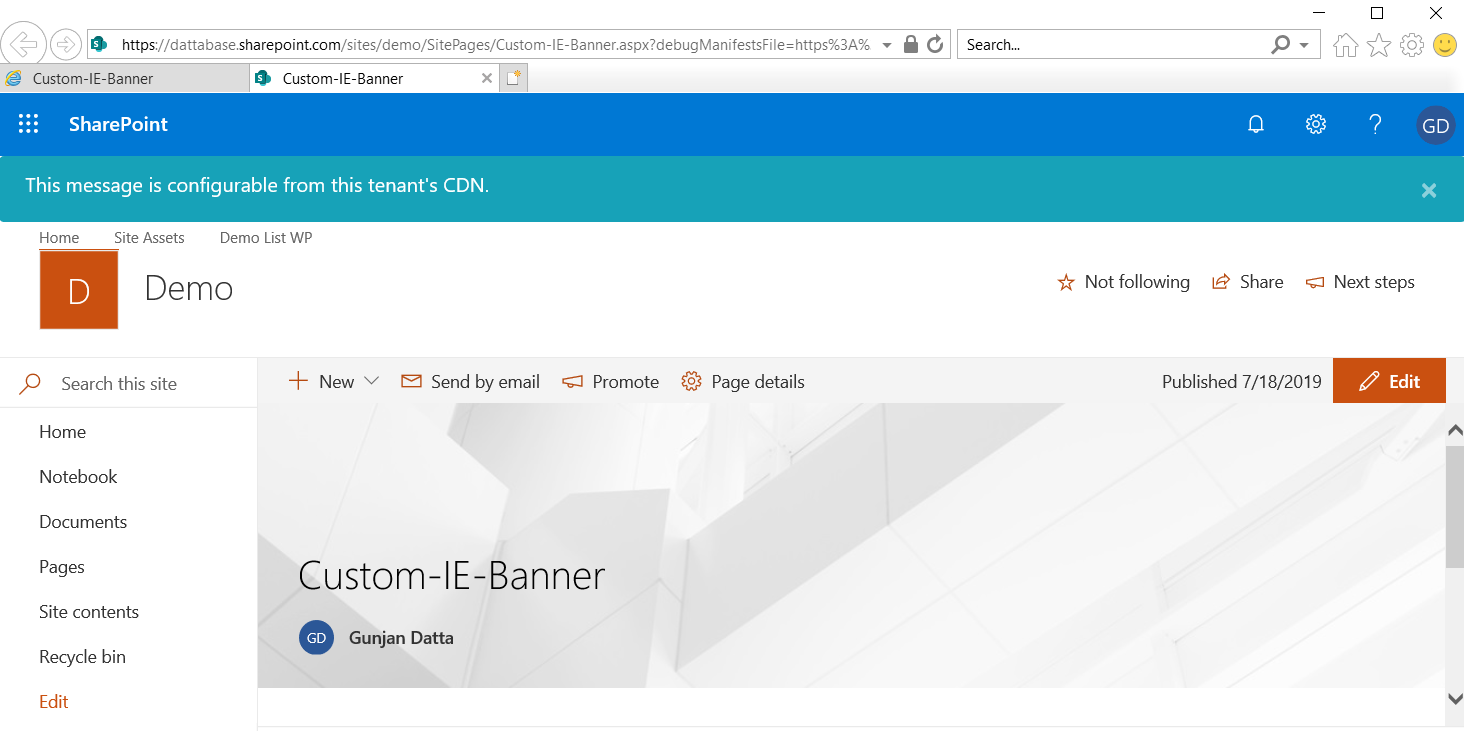 https://dattabase.sharepoint.com/sites/demo/SitePages/Custom-IE-Banner.aspx?debugManifestsFile=https%3A%
Search...
Custom-IE-Banner
Custom-IE-Banner
SharePoint
GD
This message is configurable from this tenant's CDN.
Home Site Assets Demo List WP
D
Demo
Not following Share Next steps
Search this site
New Send by email Promote Page details
Published 7/18/2019 Edit
Home
Notebook
Documents
Pages
Site contents
Recycle bin
Edit
Custom-IE-Banner
GD Gunjan Datta